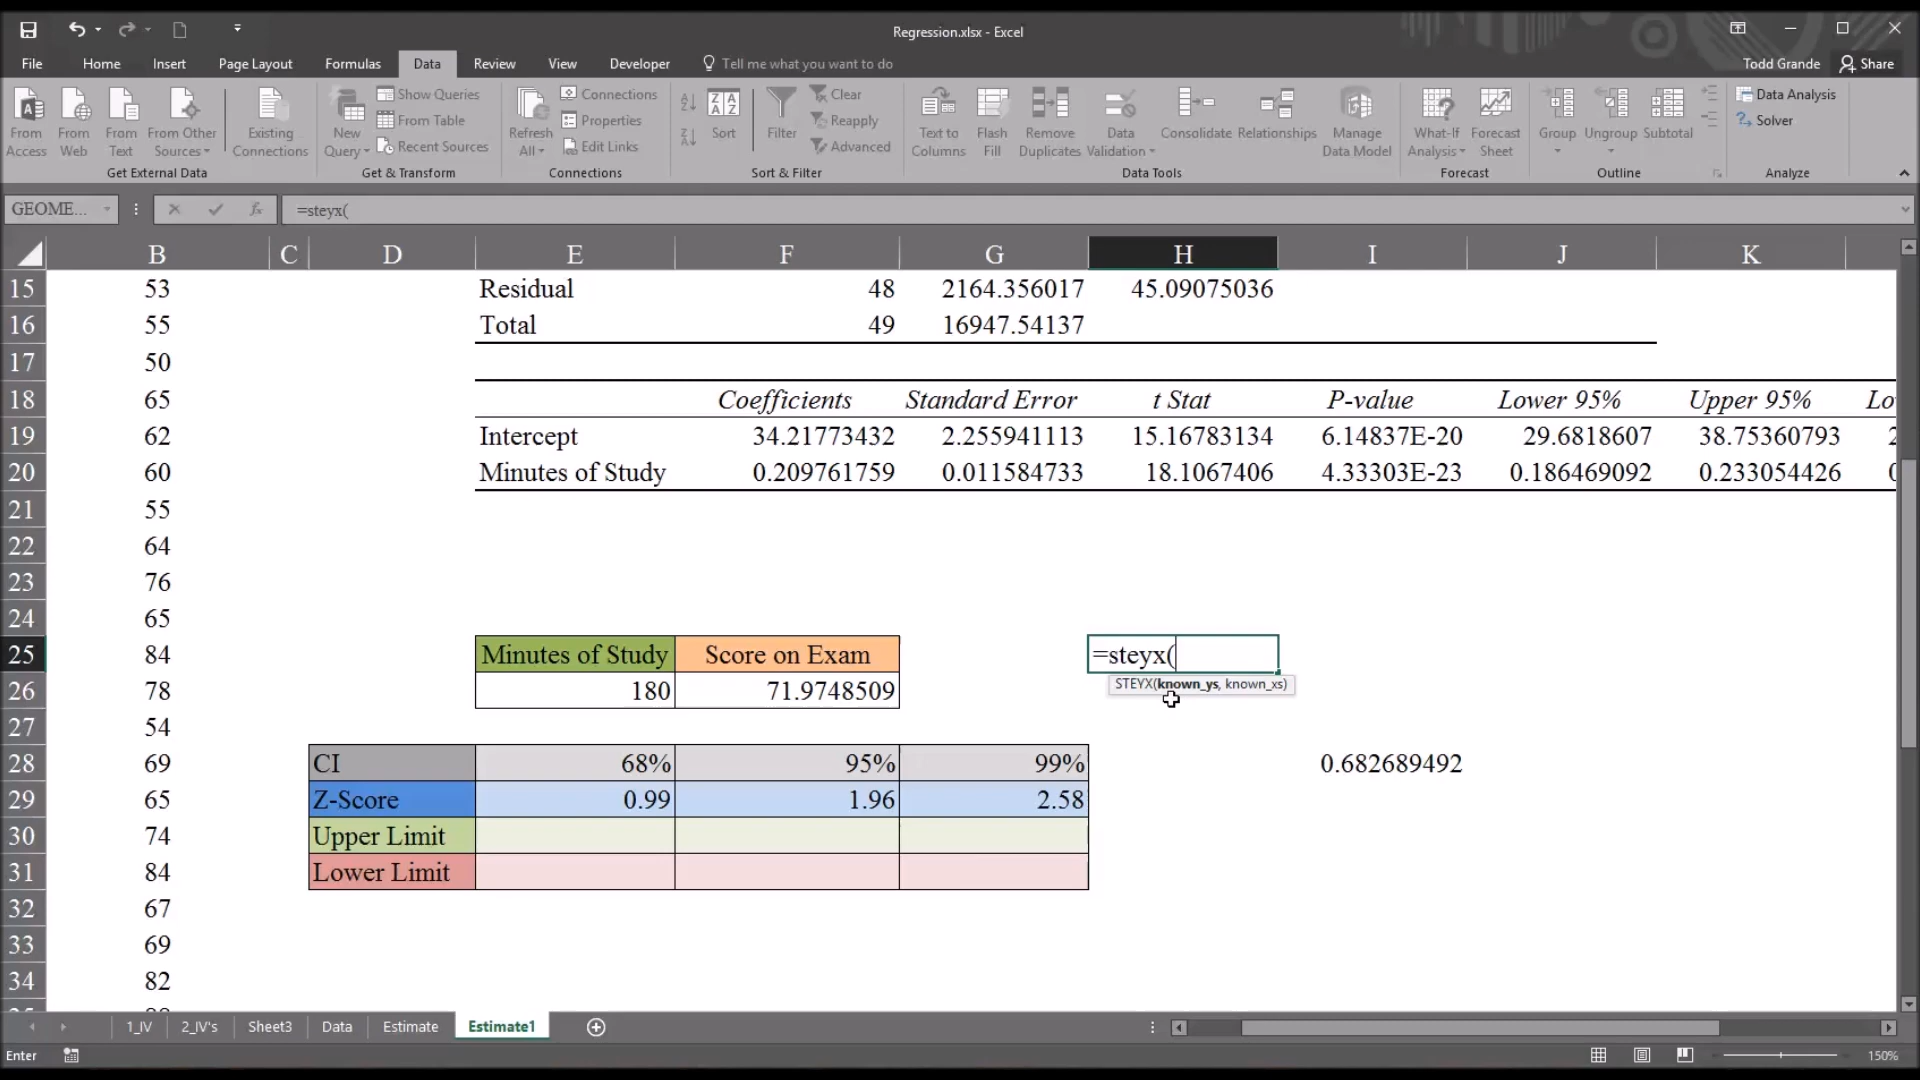 Regression.xlsx - Excel
File Home Insert Page Layout Formulas Data Review View Developer Tell me what you want to do Todd Grande Share
From Access From Web From Text From Other Sources Existing Connections
Get External Data
New Query Show Queries From Table Recent Sources
Get & Transform
Refresh All Connections Properties Edit Links
Connections
Sort Filter Clear Reapply Advanced
Sort & Filter
Text to Columns Flash Fill Remove Duplicates Data Validation Consolidate Relationships Manage Data Model
Data Tools
What-If Analysis Forecast Sheet
Forecast
Group Ungroup Subtotal
Outline
Data Analysis
Solver
Analyze
GEOME... fx =steyx(
B C D E F G H I J K
15 53 Residual 48 2164.356017 45.09075036
16 55 Total 49 16947.54137
17 50
18 65 Coefficients Standard Error t Stat P-value Lower 95% Upper 95% Lo
19 62 Intercept 34.21773432 2.255941113 15.16783134 6.14837E-20 29.6818607 38.75360793
20 60 Minutes of Study 0.209761759 0.011584733 18.1067406 4.33303E-23 0.186469092 0.233054426
21 55
22 64
23 76
24 65
25 84 Minutes of Study Score on Exam =steyx(
26 78 180 71.9748509
STEYX(known_ys, known_xs)
27 54
28 69 CI 68% 95% 99% 0.682689492
29 65 Z-Score 0.99 1.96 2.58
30 74 Upper Limit
31 84 Lower Limit
32 67
33 69
34 82
1_IV 2_IV's Sheet3 Data Estimate Estimate1
Enter 150%